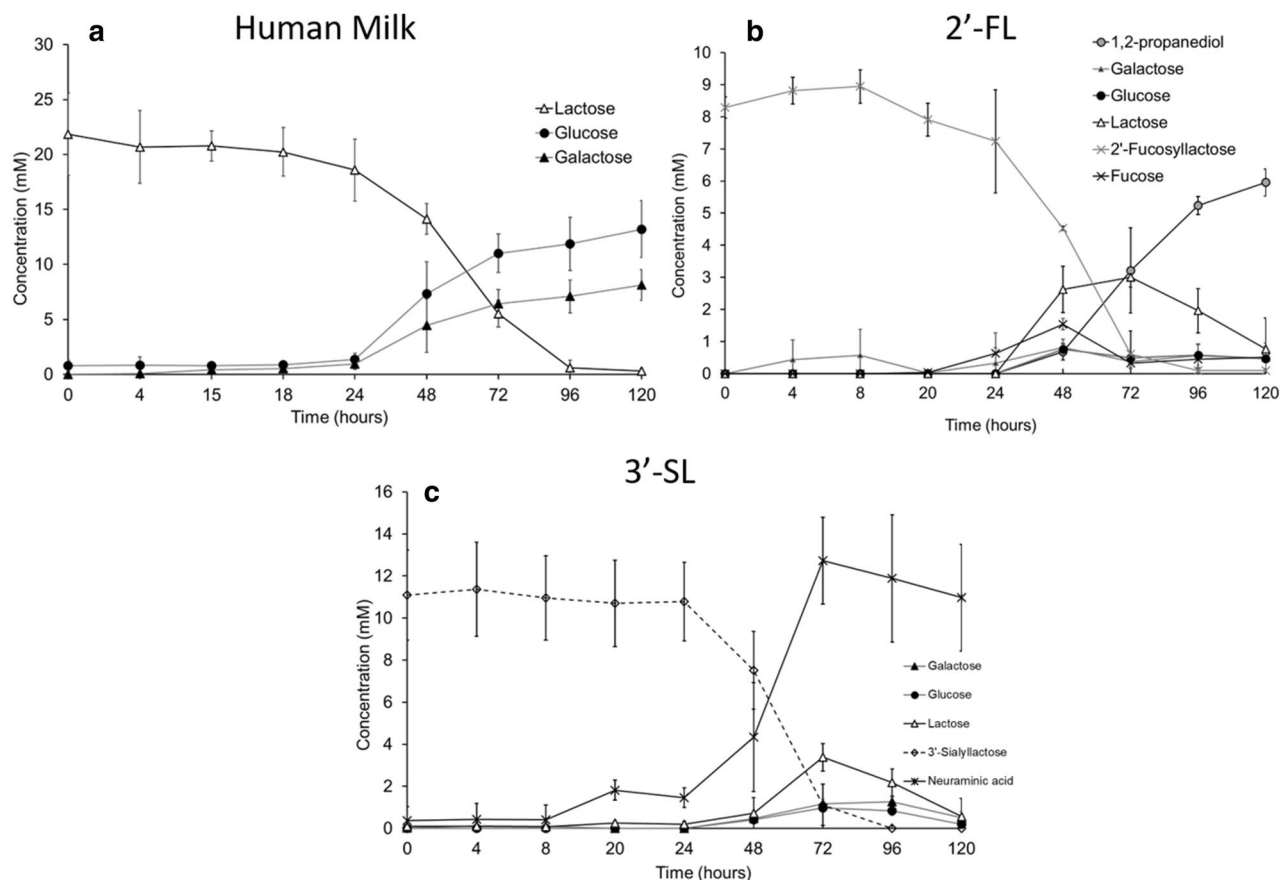 a
Human Milk
30
25
20
15
10
5
0
Concentration (mM)
Lactose
Glucose
Galactose
0 4 15 18 24 48 72 96 120
Time (hours)
b
2'-FL
10
9
8
7
6
5
4
3
2
1
0
Concentration (mM)
1,2-propanediol
Galactose
Glucose
Lactose
2'-Fucosyllactose
Fucose
0 4 8 20 24 48 72 96 120
Time (hours)
c
3'-SL
16
14
12
10
8
6
4
2
0
Concentration (mM)
Galactose
Glucose
Lactose
3'-Sialyllactose
Neuraminic acid
0 4 8 20 24 48 72 96 120
Time (hours)